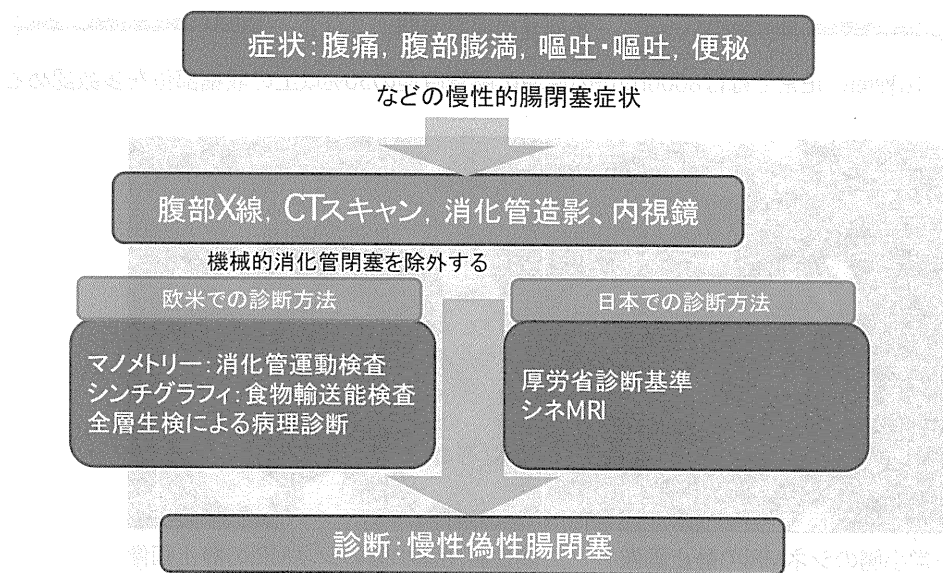 症状：腹痛，腹部膨満，嘔吐・嘔吐，便秘
などの慢性的腸閉塞症状
腹部X線，CTスキャン，消化管造影、内視鏡
機械的消化管閉塞を除外する
欧米での診断方法
マノメトリー：消化管運動検査
シンチグラフィ：食物輸送能検査
全層生検による病理診断
日本での診断方法
厚労省診断基準
シネMRI
診断：慢性偽性腸閉塞